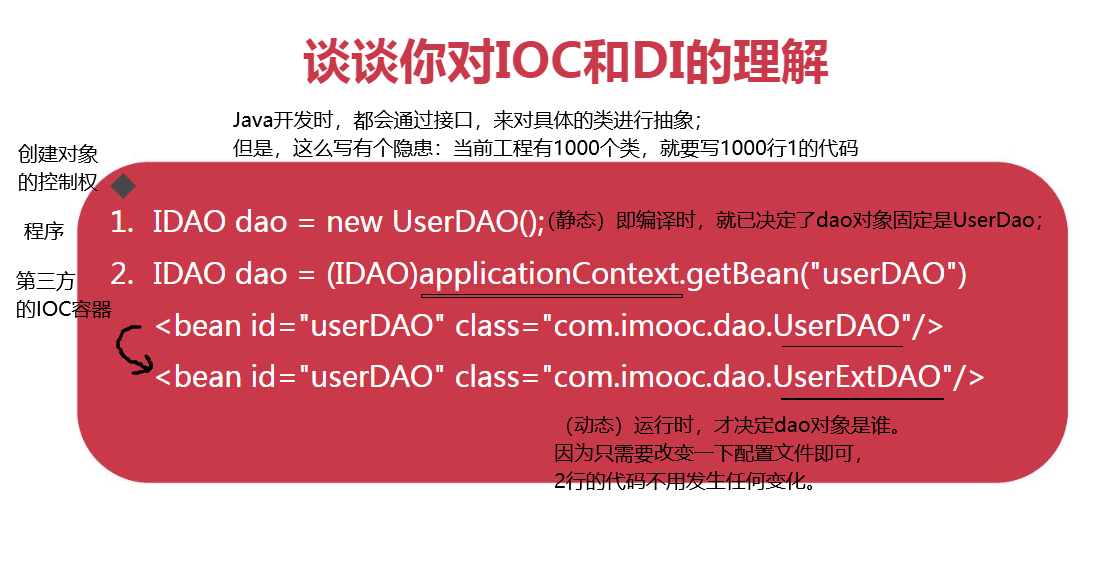 谈谈你对IOC和DI的理解
Java开发时，都会通过接口，来对具体的类进行抽象；
但是，这么写有个隐患：当前工程有1000个类，就要写1000行1的代码
创建对象
的控制权
程序
1. IDAO dao = new UserDAO();（静态）即编译时，就已决定了dao对象固定是UserDao；
第三方
的IOC容器
2. IDAO dao = (IDAO)applicationContext.getBean("userDAO")
<bean id="userDAO" class="com.imooc.dao.UserDAO"/>
<bean id="userDAO" class="com.imooc.dao.UserExtDAO"/>
（动态）运行时，才决定dao对象是谁。
因为只需要改变一下配置文件即可，
2行的代码不用发生任何变化。